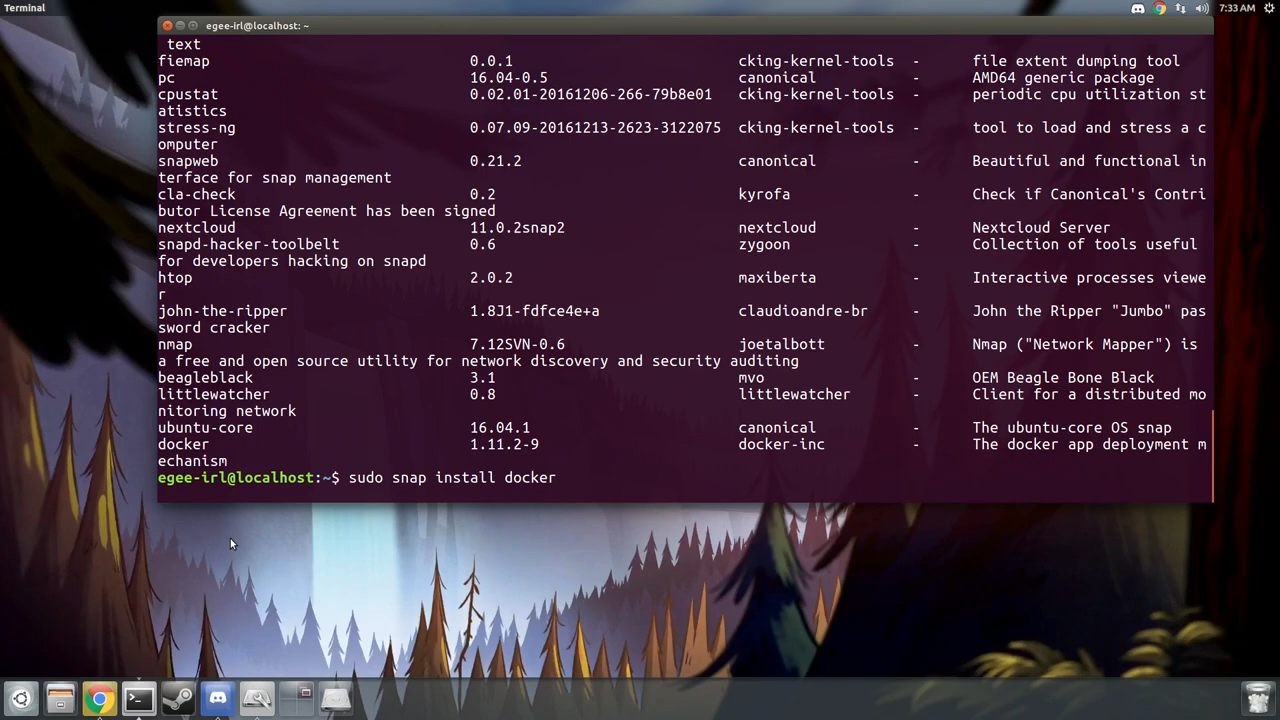 Terminal
7:33 AM
egee-irl@localhost: ~
text
fiemap 0.0.1 cking-kernel-tools - file extent dumping tool
pc 16.04-0.5 canonical - AMD64 generic package
cpustat 0.02.01-20161206-266-79b8e01 cking-kernel-tools - periodic cpu utilization st
atistics
stress-ng 0.07.09-20161213-2623-3122075 cking-kernel-tools - tool to load and stress a c
omputer
snapweb 0.21.2 canonical - Beautiful and functional in
terface for snap management
cla-check 0.2 kyrofa - Check if Canonical's Contri
butor License Agreement has been signed
nextcloud 11.0.2snap2 nextcloud - Nextcloud Server
snapd-hacker-toolbelt 0.6 zygoon - Collection of tools useful
for developers hacking on snapd
htop 2.0.2 maxiberta - Interactive processes viewe
r
john-the-ripper 1.8J1-fdfce4e+a claudioandre-br - John the Ripper "Jumbo" pas
sword cracker
nmap 7.12SVN-0.6 joetalbott - Nmap ("Network Mapper") is
a free and open source utility for network discovery and security auditing
beagleblack 3.1 mvo - OEM Beagle Bone Black
littlewatcher 0.8 littlewatcher - Client for a distributed mo
nitoring network
ubuntu-core 16.04.1 canonical - The ubuntu-core OS snap
docker 1.11.2-9 docker-inc - The docker app deployment m
echanism
egee-irl@localhost:~$ sudo snap install docker